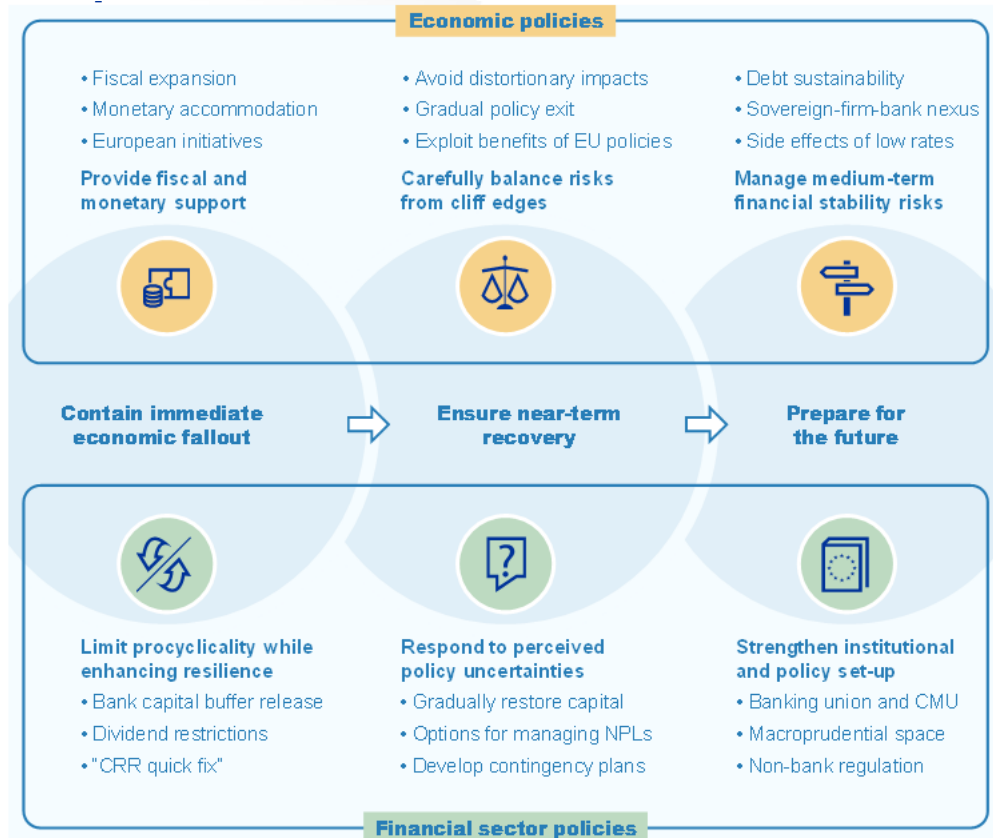 Economic policies
• Fiscal expansion
• Monetary accommodation
• European initiatives
Provide fiscal and
monetary support
• Avoid distortionary impacts
• Gradual policy exit
• Exploit benefits of EU policies
Carefully balance risks
from cliff edges
• Debt sustainability
• Sovereign-firm-bank nexus
• Side effects of low rates
Manage medium-term
financial stability risks
Contain immediate
economic fallout
Ensure near-term
recovery
Prepare for
the future
?
Limit procyclicality while
enhancing resilience
• Bank capital buffer release
• Dividend restrictions
• "CRR quick fix"
Respond to perceived
policy uncertainties
• Gradually restore capital
• Options for managing NPLs
• Develop contingency plans
Strengthen institutional
and policy set-up
• Banking union and CMU
• Macroprudential space
• Non-bank regulation
Financial sector policies